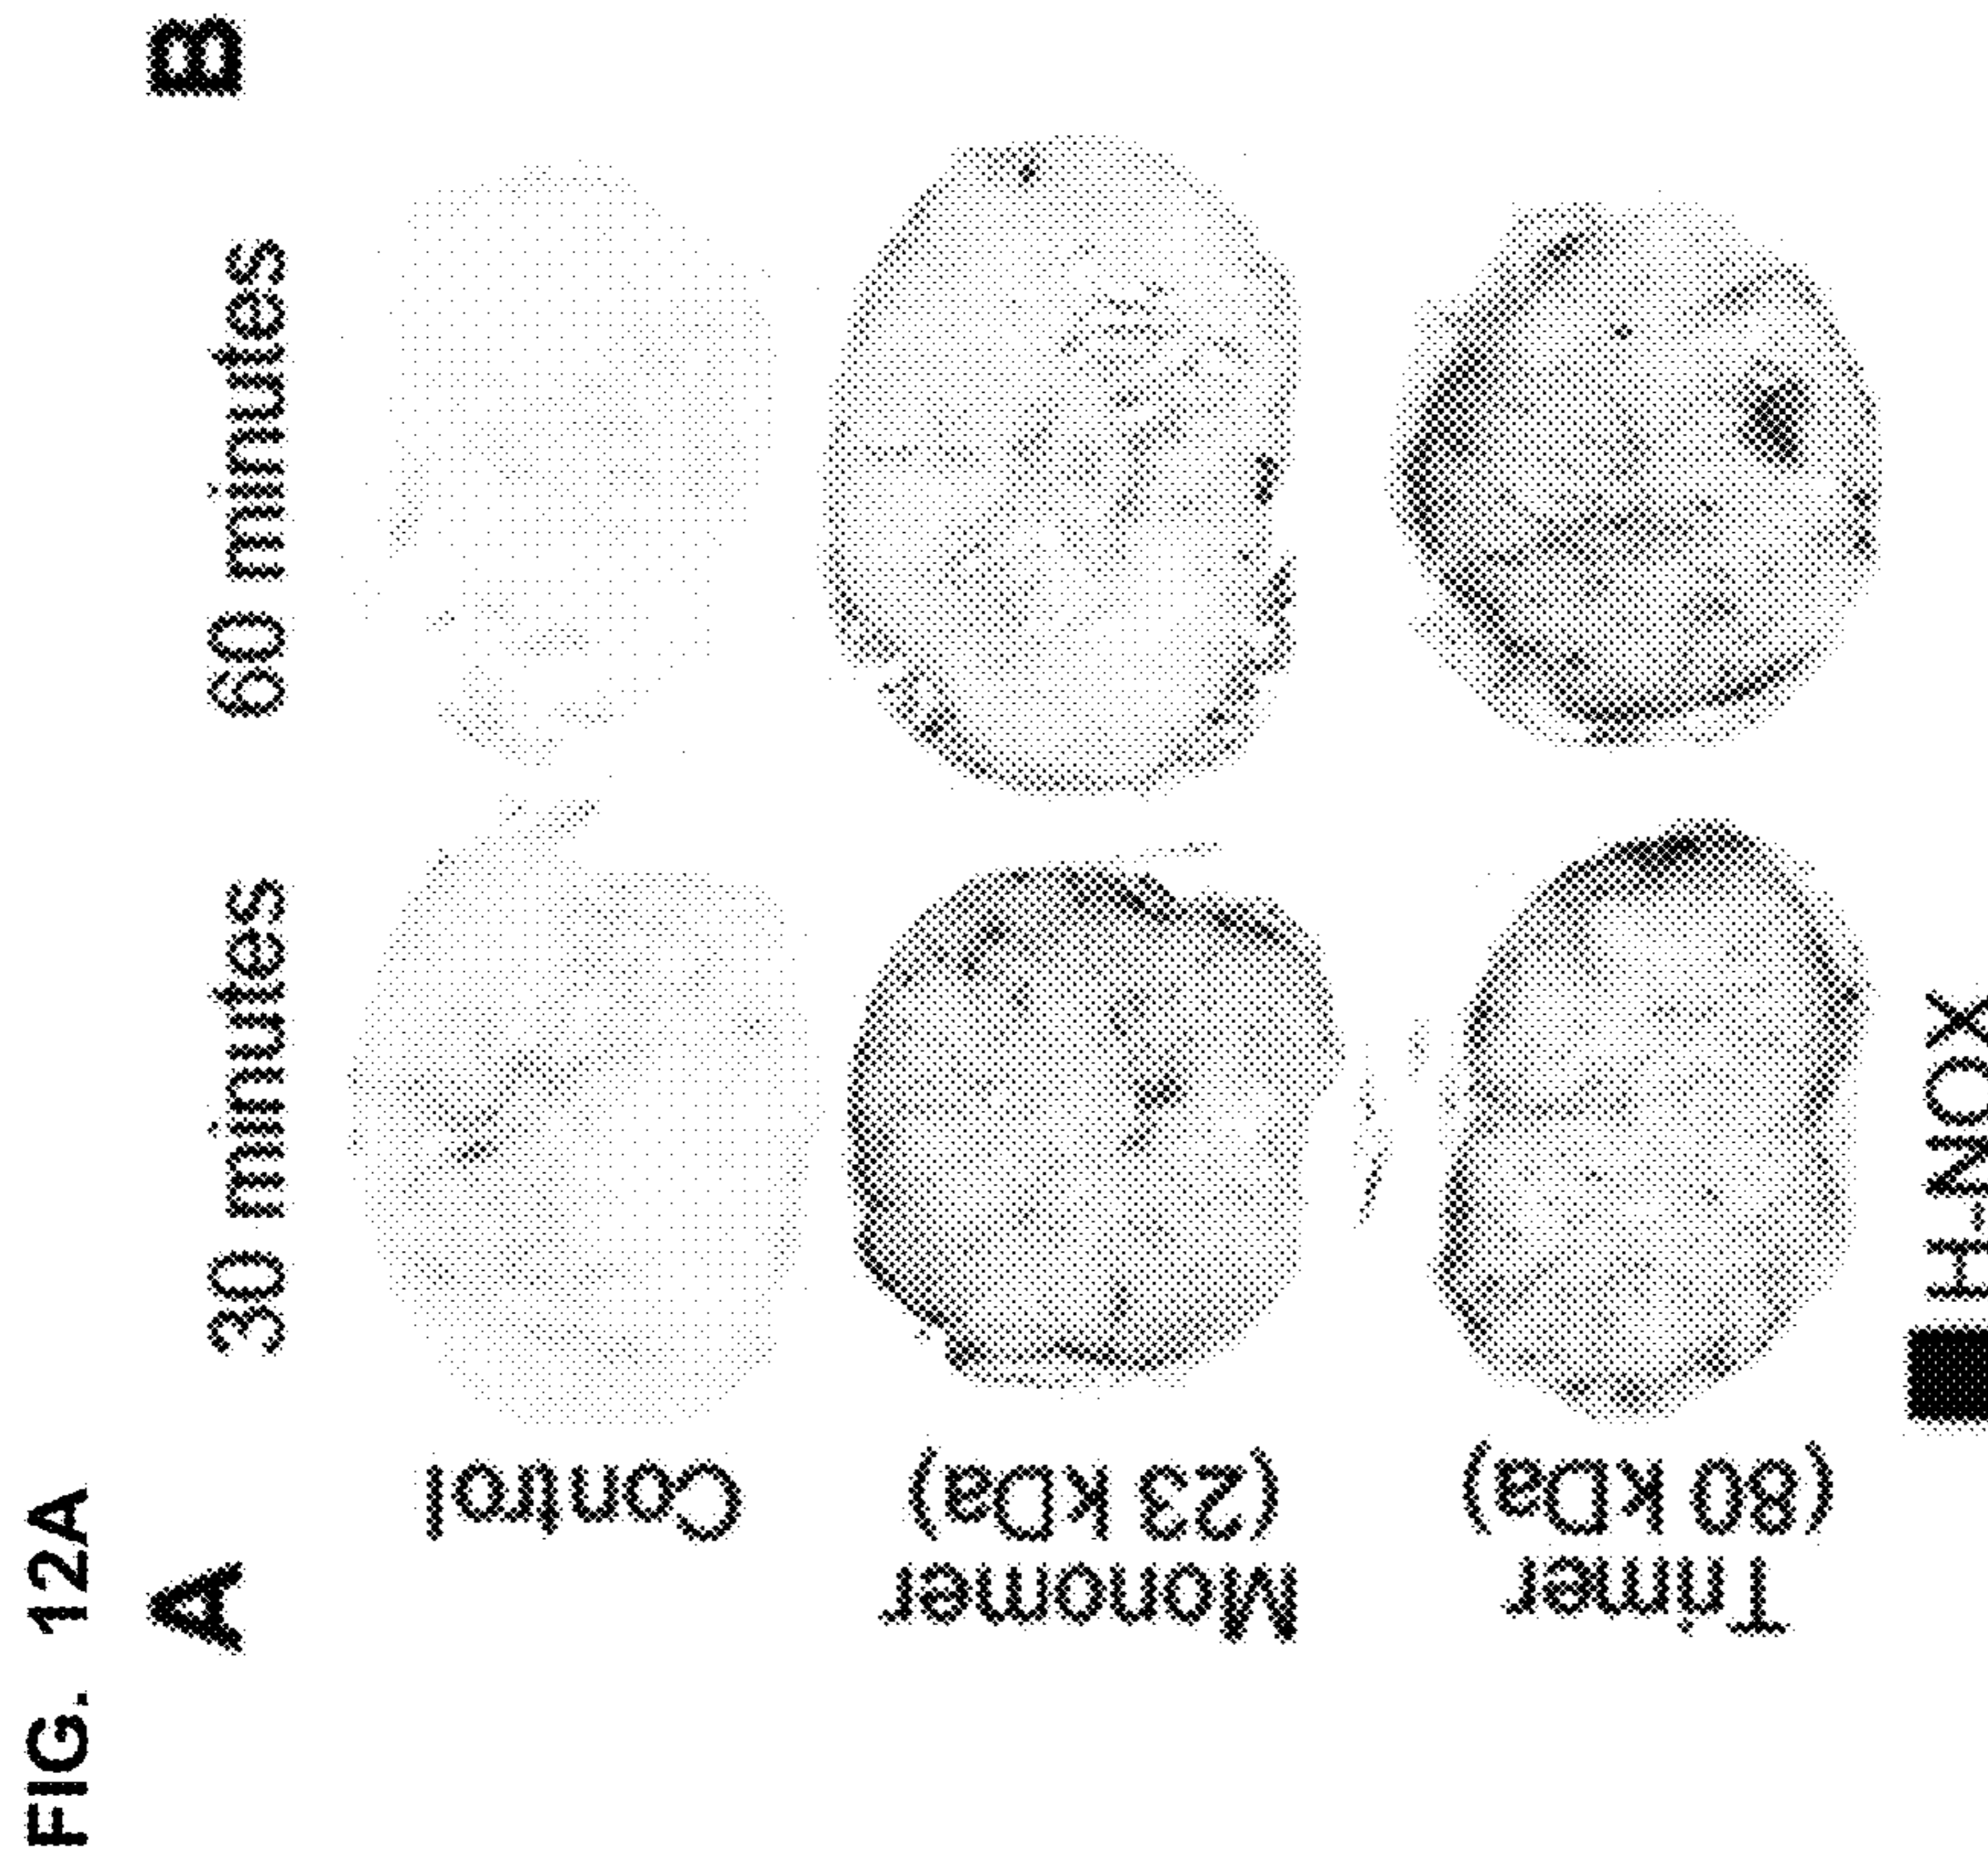 FIG. 12A
A
B
30 minutes
60 minutes
Control
Monomer
(23 kDa)
Trimer
(80 kDa)
H-NOX